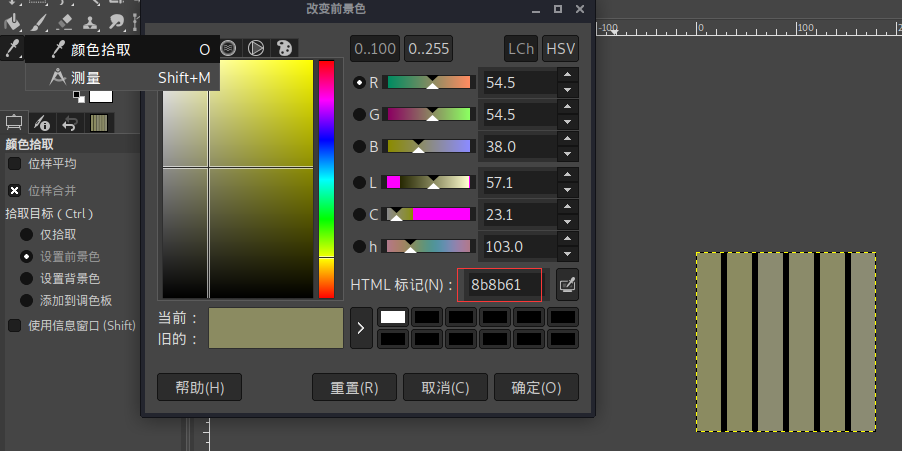 改变前景色
颜色拾取 O
测量 Shift+M
0..100 0..255 LCh HSV
R 54.5
G 54.5
B 38.0
L 57.1
C 23.1
h 103.0
HTML 标记(N)： 8b8b61
当前：
旧的：
帮助(H) 重置(R) 取消(C) 确定(O)
颜色拾取
位样平均
位样合并
拾取目标 ( Ctrl )
仅拾取
设置前景色
设置背景色
添加到调色板
使用信息窗口 (Shift)
-100 0 100